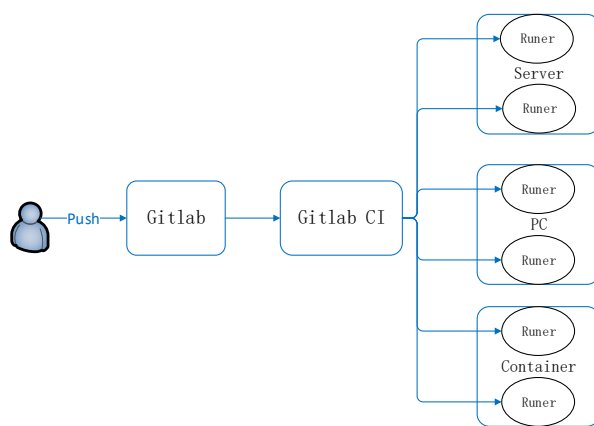 Push
Gitlab
Gitlab CI
Runer
Server
Runer
Runer
PC
Runer
Runer
Container
Runer